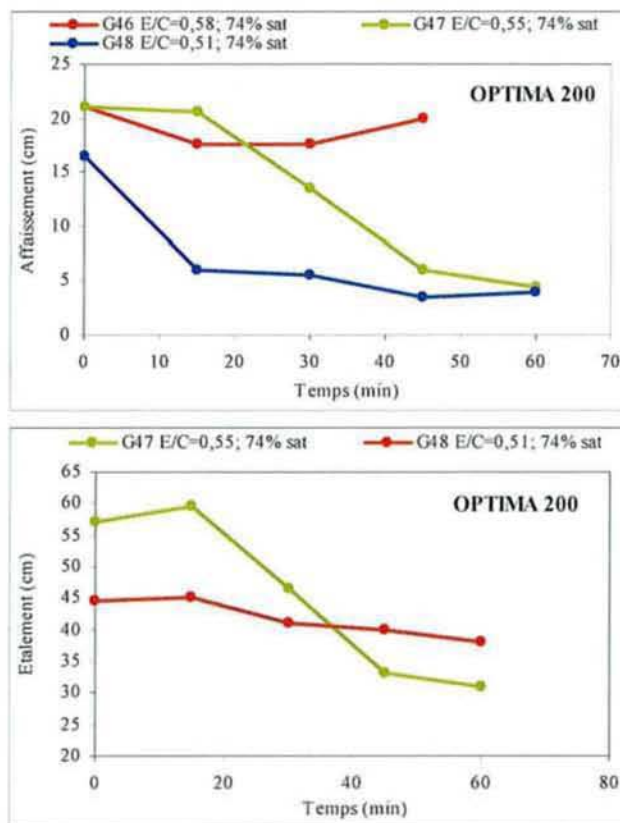 G46 E/C=0,58; 74% sat G47 E/C=0,55; 74% sat
G48 E/C=0,51; 74% sat
OPTIMA 200
25
20
15
10
5
0
Affaissement (cm)
0 10 20 30 40 50 60 70
Temps (min)
G47 E/C=0,55; 74% sat G48 E/C=0,51; 74% sat
OPTIMA 200
65
60
55
50
45
40
35
30
25
20
Etalement (cm)
0 20 40 60 80
Temps (min)